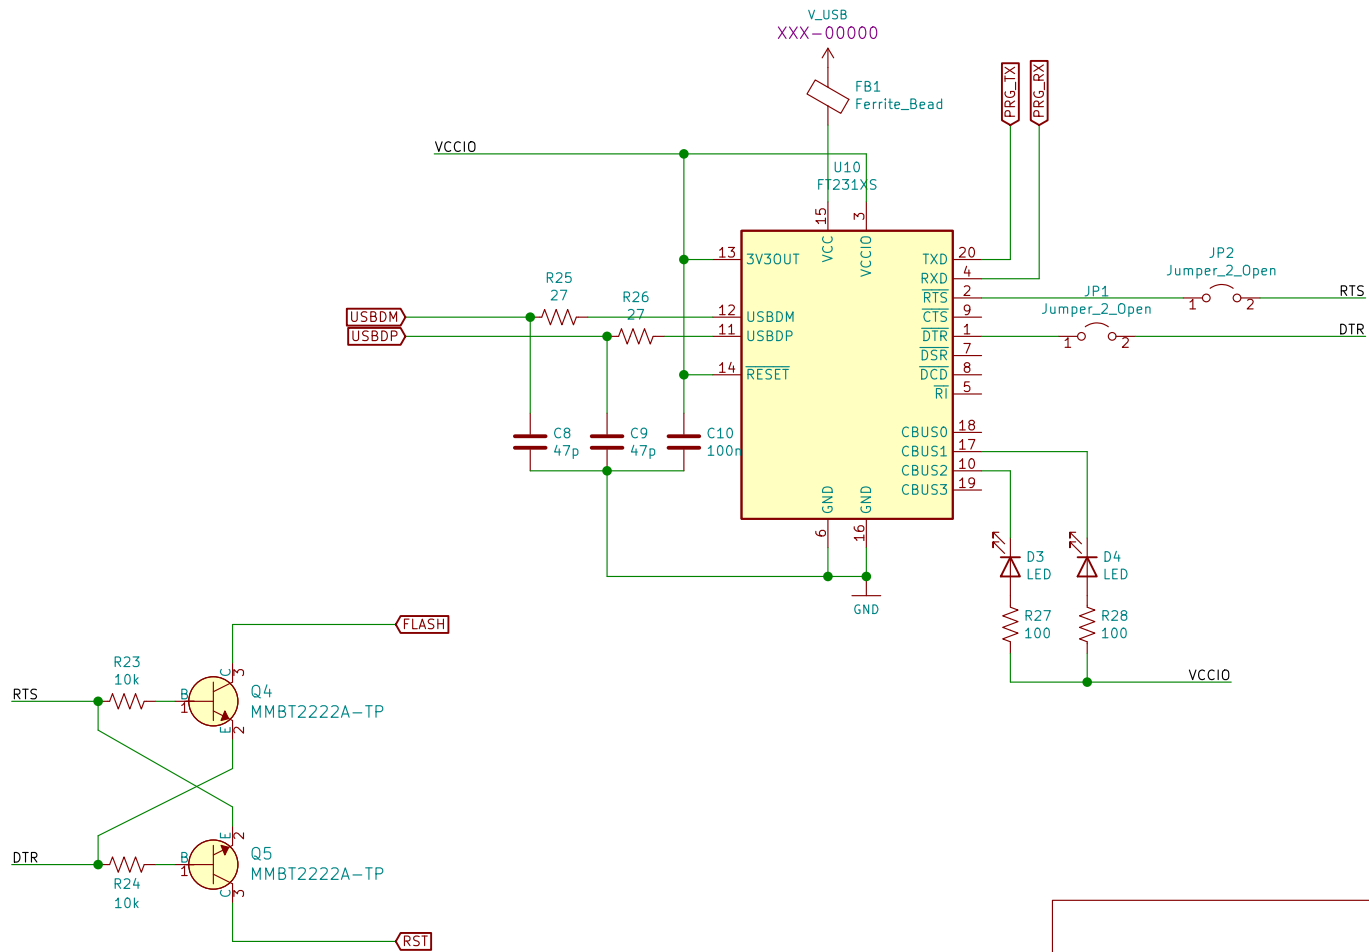 V_USB
XXX-00000
FB1
Ferrite_Bead
PRG_TX
PRG_RX
VCCIO
U10
FT231XS
15
3
VCC
VCCIO
13
3V3OUT
12
USBDM
11
USBDP
14
RESET
TXD
20
RXD
4
RTS
2
CTS
9
DTR
1
DSR
7
DCD
8
RI
5
CBUS0
18
CBUS1
17
CBUS2
10
CBUS3
19
GND
GND
6
16
GND
JP2
Jumper_2_Open
1
2
RTS
JP1
Jumper_2_Open
1
2
DTR
USBDM
USBDP
R25
27
R26
27
C8
47p
C9
47p
C10
100n
D3
LED
D4
LED
R27
100
R28
100
VCCIO
FLASH
RTS
R23
10k
B
1
C
3
E
2
Q4
MMBT2222A-TP
DTR
R24
10k
B
1
E
2
C
3
Q5
MMBT2222A-TP
RST